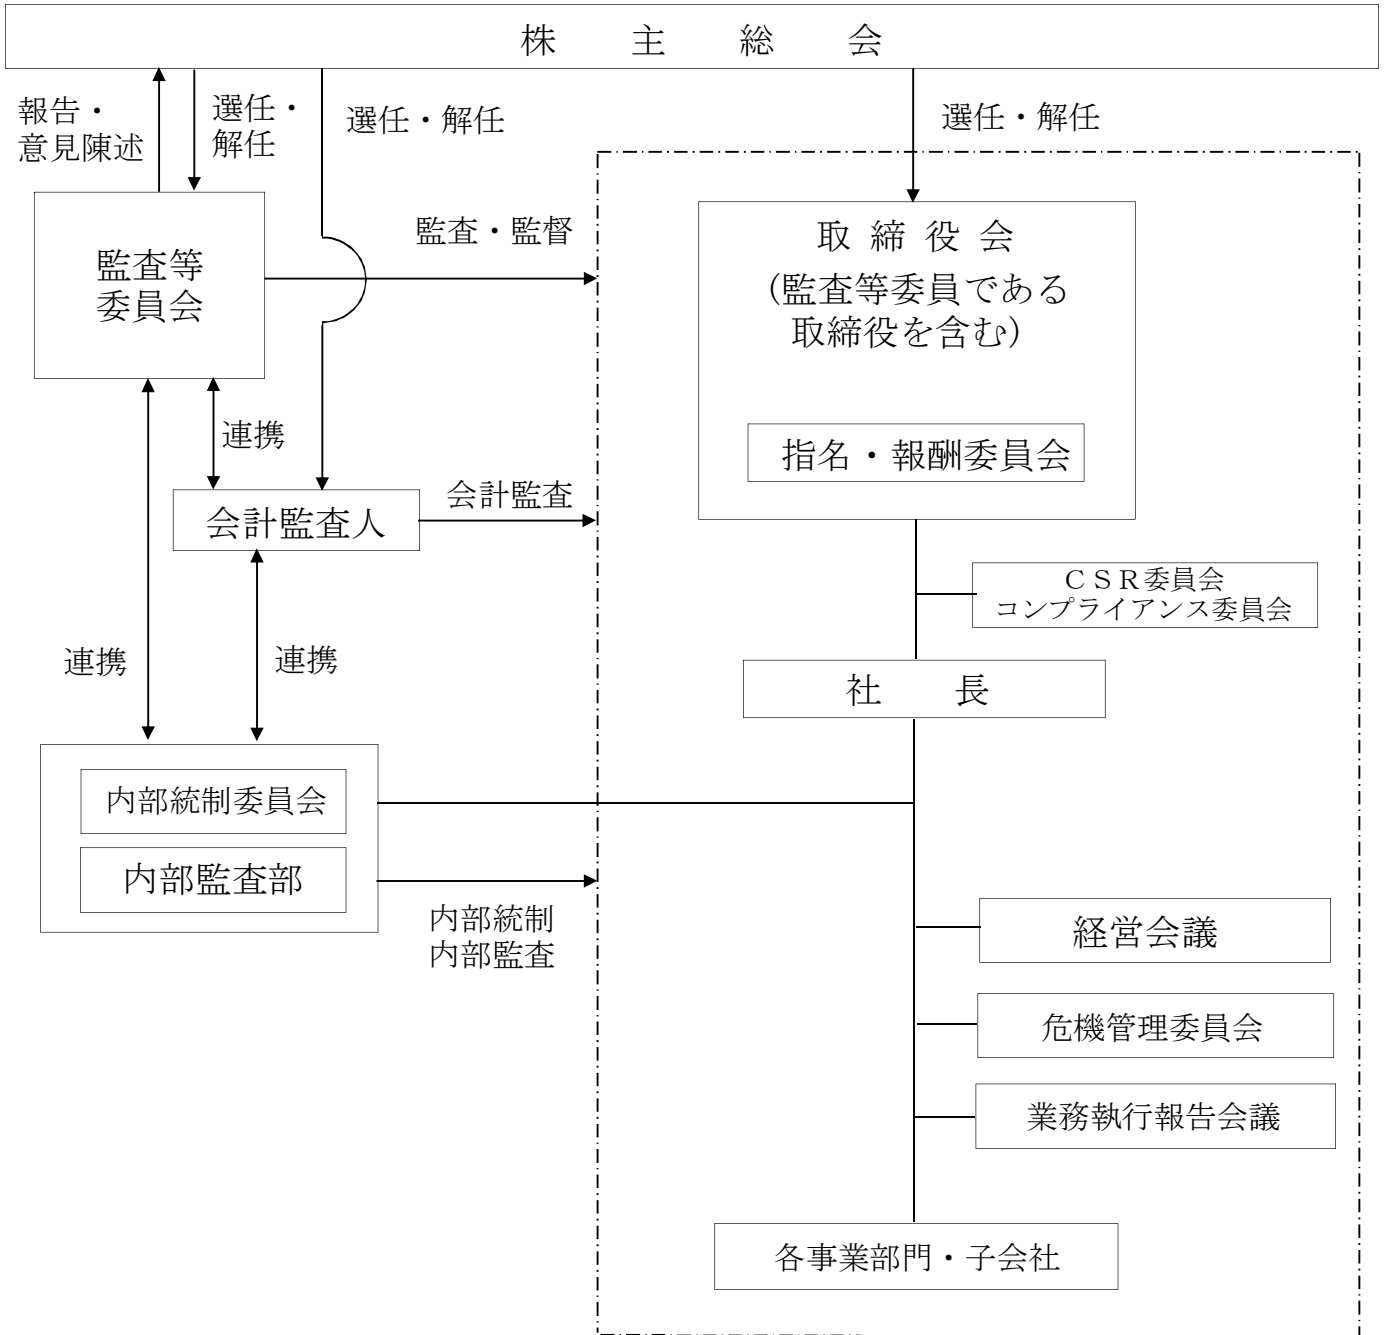 株主総会
報告・
意見陳述
選任・
解任
選任・解任
選任・解任
監査等
委員会
監査・監督
取締役会
(監査等委員である
取締役を含む)
指名・報酬委員会
連携
会計監査人
会計監査
CSR委員会
コンプライアンス委員会
連携
連携
社長
内部統制委員会
内部監査部
内部統制
内部監査
経営会議
危機管理委員会
業務執行報告会議
各事業部門・子会社